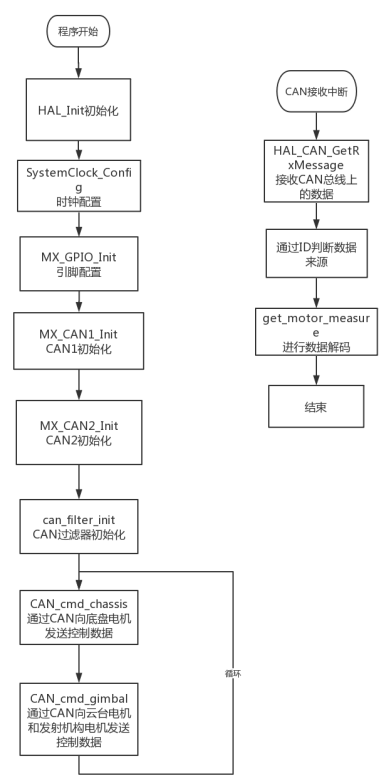 程序开始
HAL_Init初始化
SystemClock_Confi
g
时钟配置
MX_GPIO_Init
引脚配置
MX_CAN1_Init
CAN1初始化
MX_CAN2_Init
CAN2初始化
can_filter_init
CAN过滤器初始化
CAN_cmd_chassis
通过CAN向底盘电机
发送控制数据
循环
CAN_cmd_gimbal
通过CAN向云台电机
和发射机构电机发送
控制数据
CAN接收中断
HAL_CAN_GetR
xMessage
接收CAN总线上
的数据
通过ID判断数据
来源
get_motor_measur
e
进行数据解码
结束